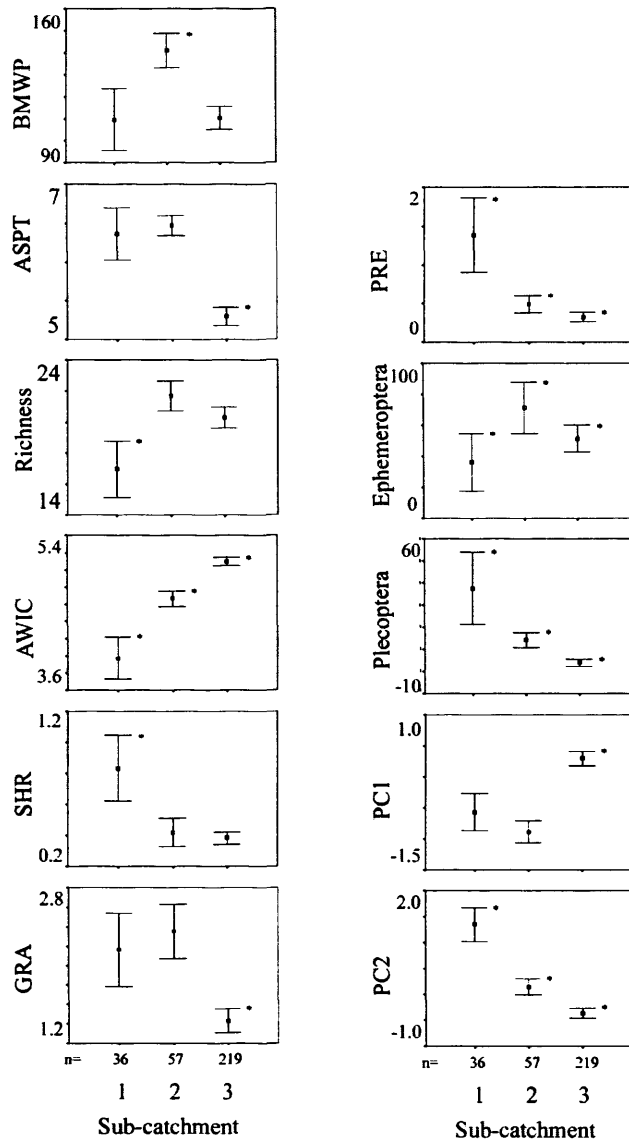 160
BMWP
90
7
ASPT
5
24
Richness
14
5.4
AWIC
3.6
1.2
SHR
0.2
2.8
GRA
1.2
n= 36 57 219
1 2 3
Sub-catchment
2
PRE
0
100
Ephemeroptera
0
60
Plecoptera
-10
1.0
PC1
-1.5
2.0
PC2
-1.0
n= 36 57 219
1 2 3
Sub-catchment